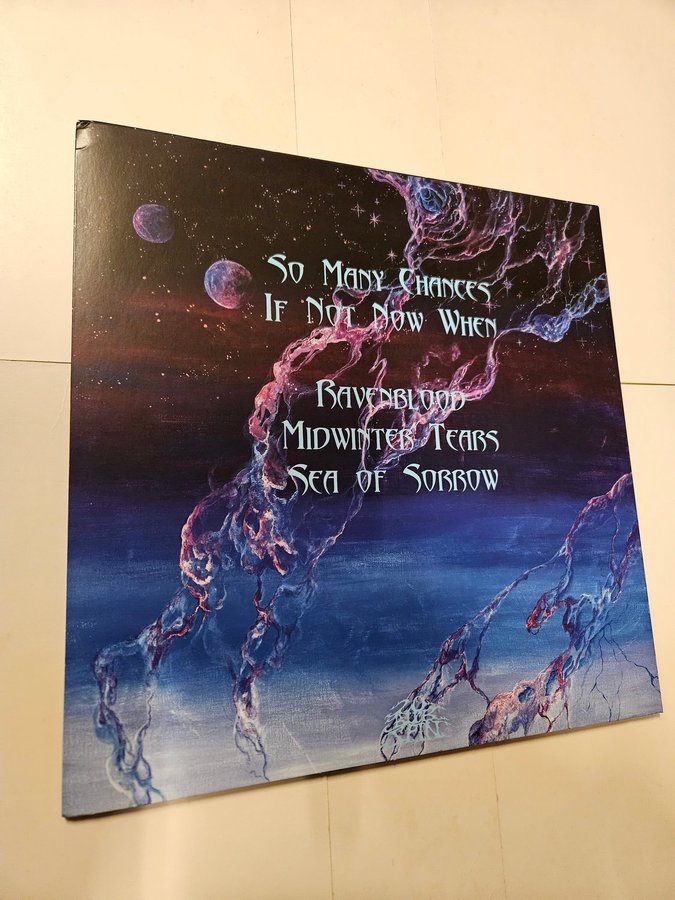 So Many Chances
If Not Now When
Ravenblood
Midwinter Tears
Sea of Sorrow